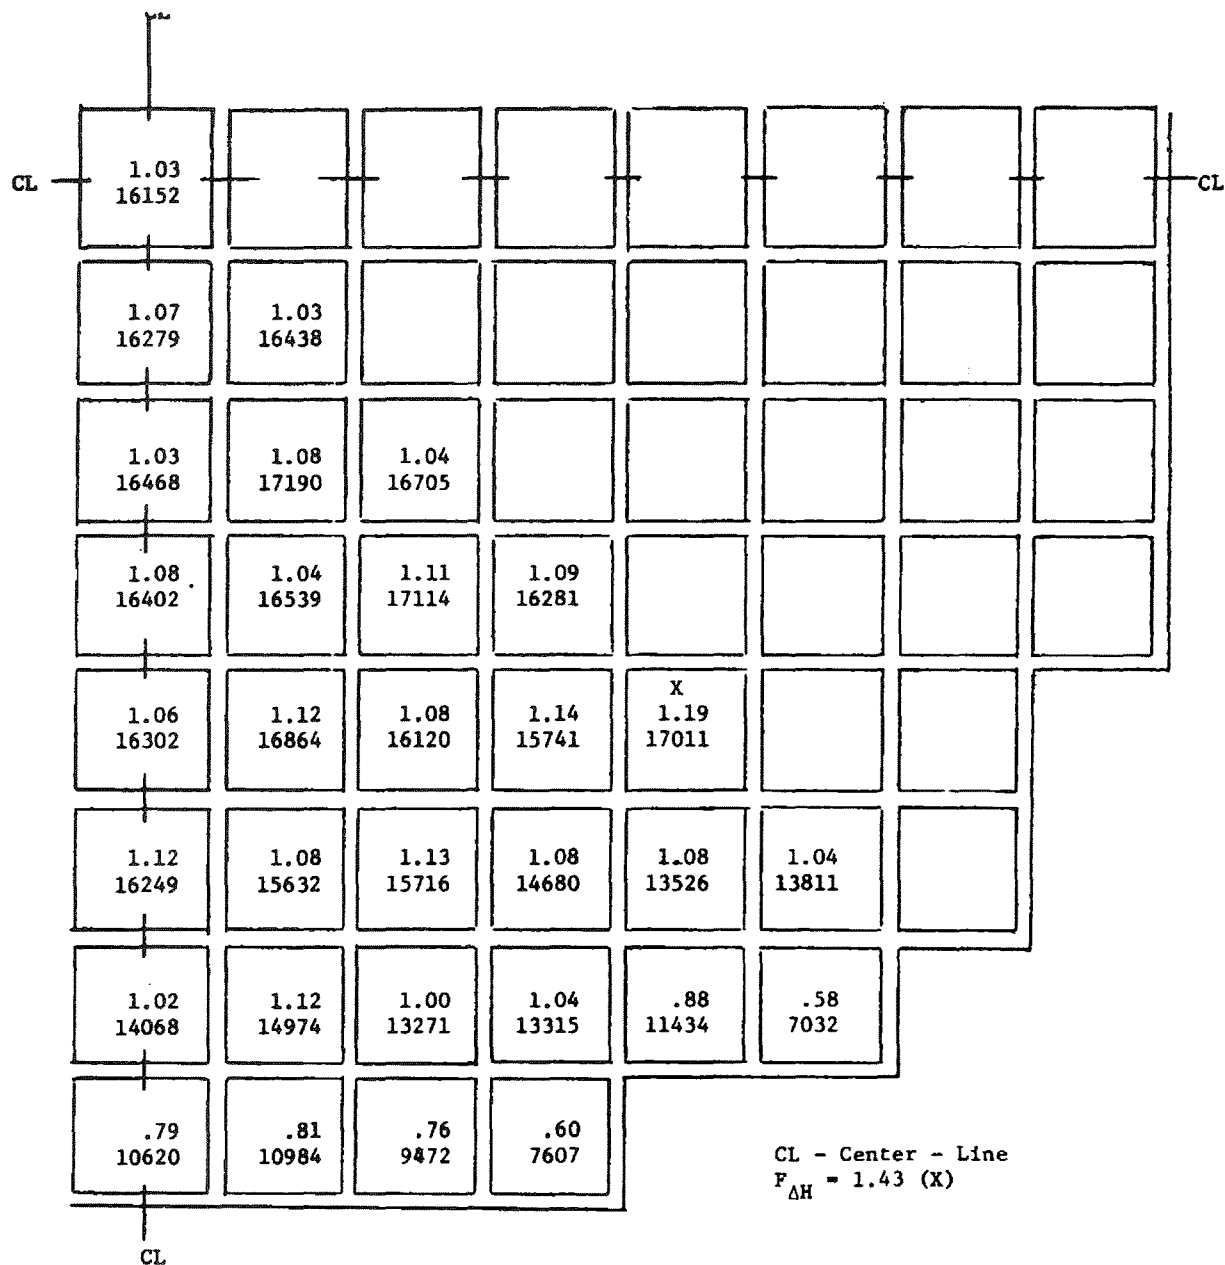 CL
1.03
16152
CL
CL
1.07 1.03
16279 16438
1.03 1.08 1.04
16468 17190 16705
1.08 1.04 1.11 1.09
16402 16539 17114 16281
X
1.06 1.12 1.08 1.14 1.19
16302 16864 16120 15741 17011
1.12 1.08 1.13 1.08 1.08 1.04
16249 15632 15716 14680 13526 13811
1.02 1.12 1.00 1.04 .88 .58
14068 14974 13271 13315 11434 7032
.79 .81 .76 .60
10620 10984 9472 7607
CL - Center - Line
FΔH = 1.43 (X)
CL